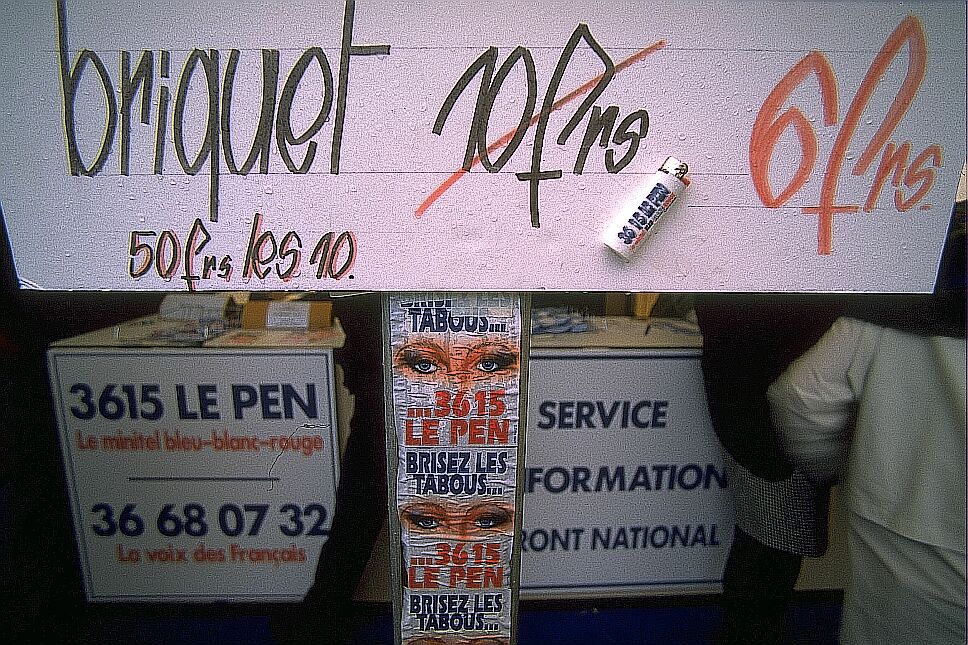 briquet 10frs 6frs
50frs les 10.
3615 LE PEN
3615 LE PEN
Le minitel bleu-blanc-rouge
36 68 07 32
La voix des Français
TABOUS...
...3615
LE PEN
BRISEZ LES
TABOUS...
...3615
LE PEN
BRISEZ LES
TABOUS...
SERVICE
FORMATION
RONT NATIONAL